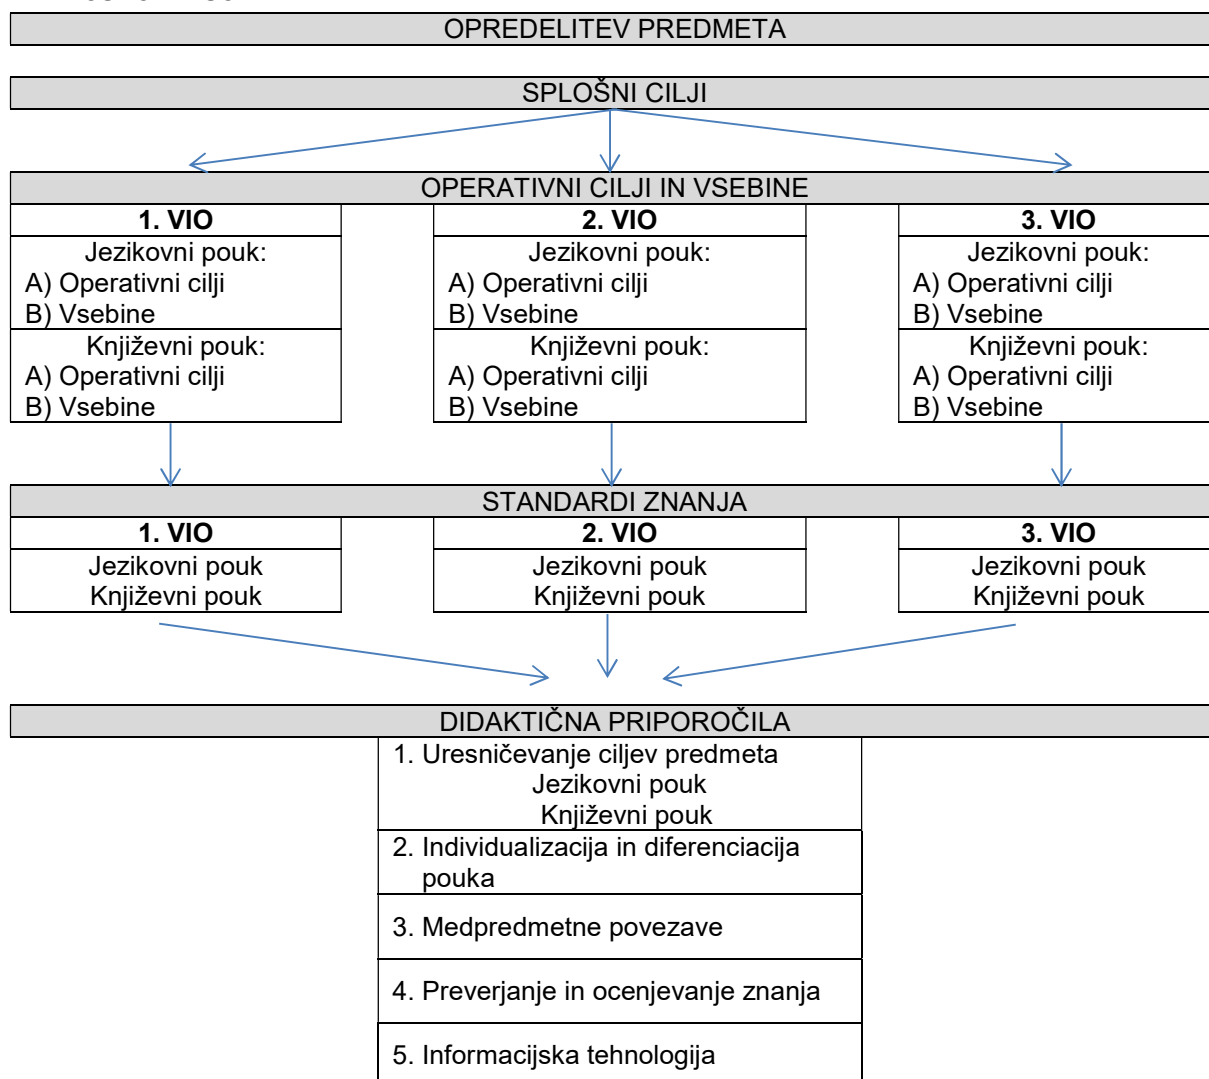 OPREDELITEV PREDMETA
SPLOŠNI CILJI
OPERATIVNI CILJI IN VSEBINE
1. VIO
Jezikovni pouk:
A) Operativni cilji
B) Vsebine
Književni pouk:
A) Operativni cilji
B) Vsebine
2. VIO
Jezikovni pouk:
A) Operativni cilji
B) Vsebine
Književni pouk:
A) Operativni cilji
B) Vsebine
3. VIO
Jezikovni pouk:
A) Operativni cilji
B) Vsebine
Književni pouk:
A) Operativni cilji
B) Vsebine
STANDARDI ZNANJA
1. VIO
Jezikovni pouk
Književni pouk
2. VIO
Jezikovni pouk
Književni pouk
3. VIO
Jezikovni pouk
Književni pouk
DIDAKTIČNA PRIPOROČILA
1. Uresničevanje ciljev predmeta
Jezikovni pouk
Književni pouk
2. Individualizacija in diferenciacija
pouka
3. Medpredmetne povezave
4. Preverjanje in ocenjevanje znanja
5. Informacijska tehnologija